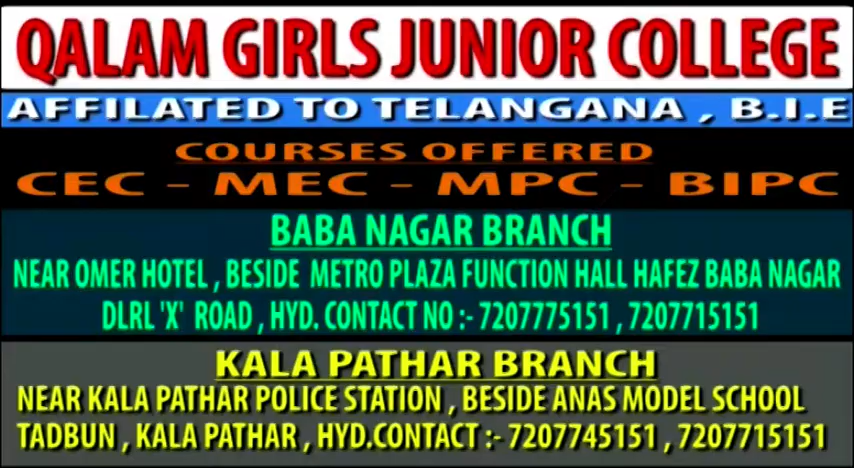 QALAM GIRLS JUNIOR COLLEGE
AFFILATED TO TELANGANA , B.I.E
COURSES OFFERED
CEC - MEC - MPC - BIPC
BABA NAGAR BRANCH
NEAR OMER HOTEL , BESIDE METRO PLAZA FUNCTION HALL HAFEZ BABA NAGAR
DLRL 'X' ROAD , HYD. CONTACT NO :- 7207775151 , 7207715151
KALA PATHAR BRANCH
NEAR KALA PATHAR POLICE STATION , BESIDE ANAS MODEL SCHOOL
TADBUN , KALA PATHAR , HYD.CONTACT :- 7207745151 , 7207715151